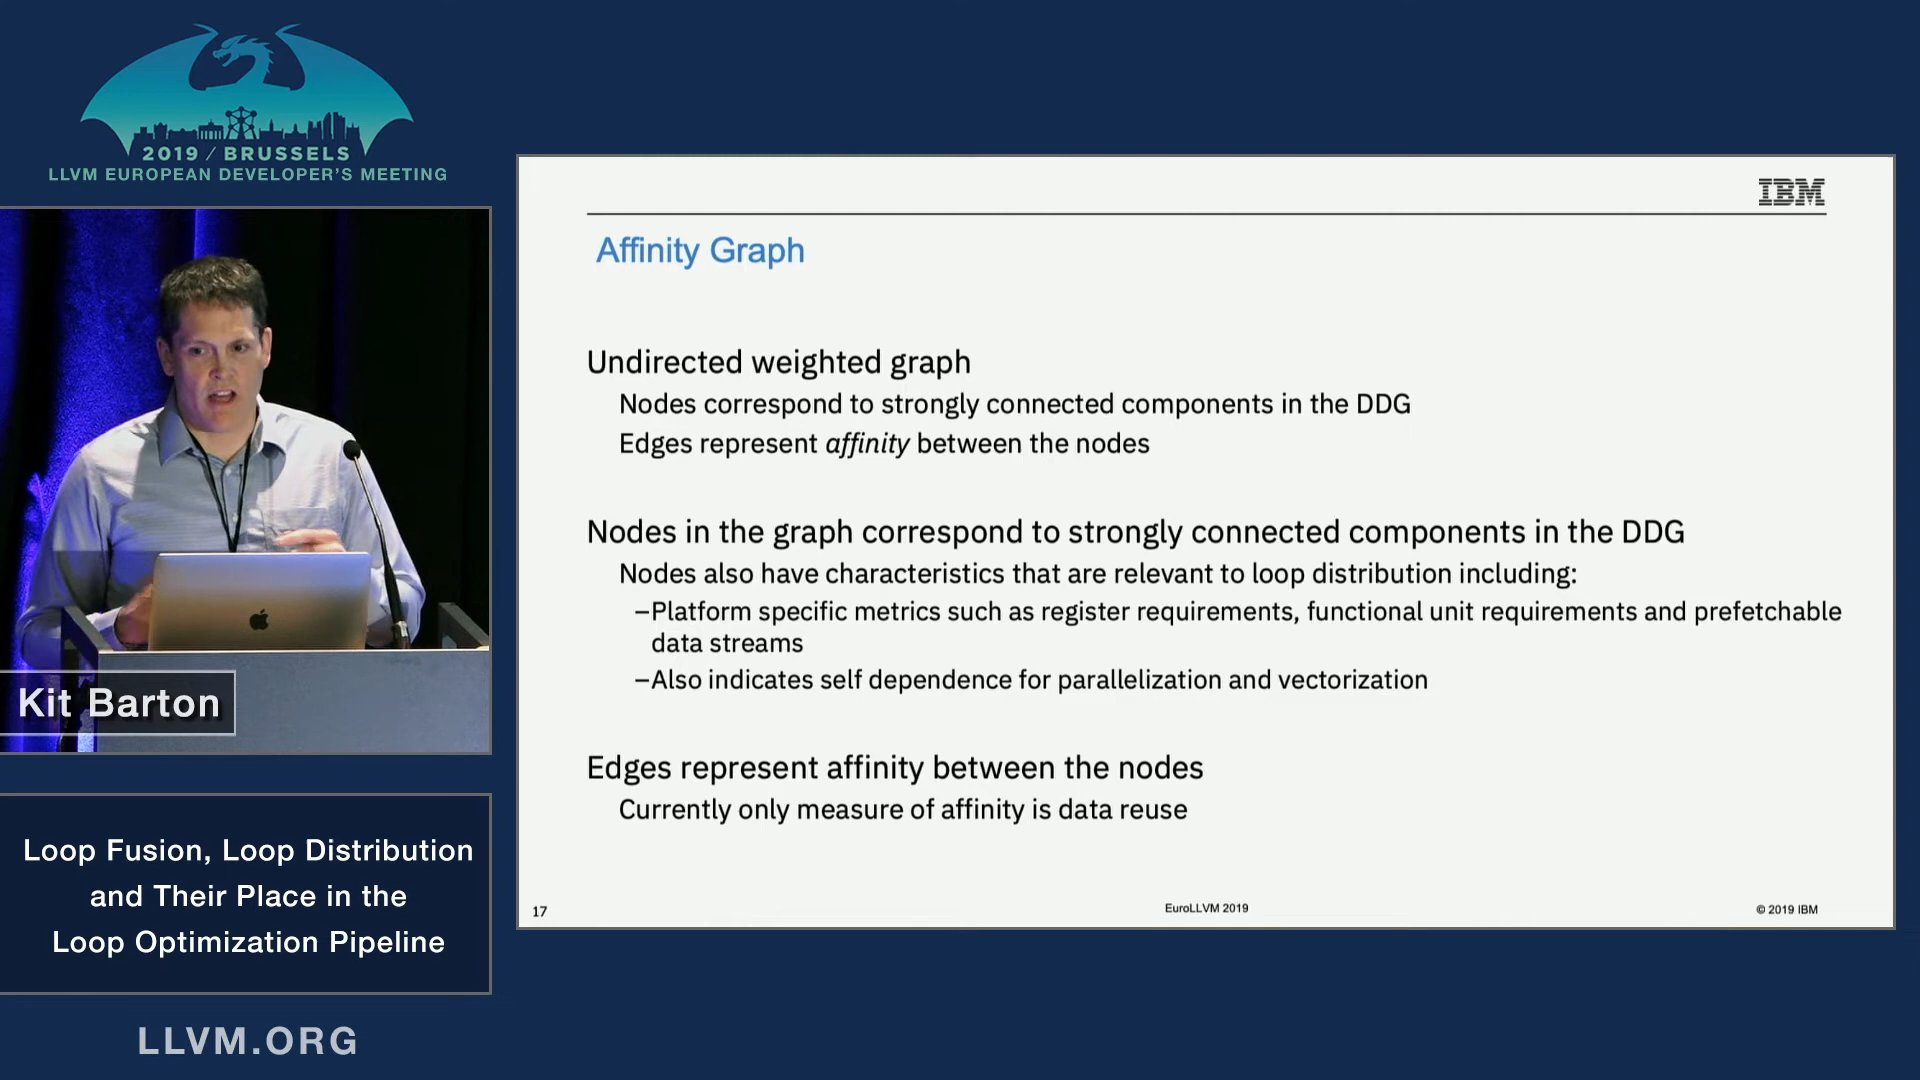 2019 / BRUSSELS
LLVM EUROPEAN DEVELOPER'S MEETING
Kit Barton
Loop Fusion, Loop Distribution
and Their Place in the
Loop Optimization Pipeline
LLVM.ORG
IBM
Affinity Graph
Undirected weighted graph
Nodes correspond to strongly connected components in the DDG
Edges represent affinity between the nodes
Nodes in the graph correspond to strongly connected components in the DDG
Nodes also have characteristics that are relevant to loop distribution including:
–Platform specific metrics such as register requirements, functional unit requirements and prefetchable
data streams
–Also indicates self dependence for parallelization and vectorization
Edges represent affinity between the nodes
Currently only measure of affinity is data reuse
17
EuroLLVM 2019
© 2019 IBM